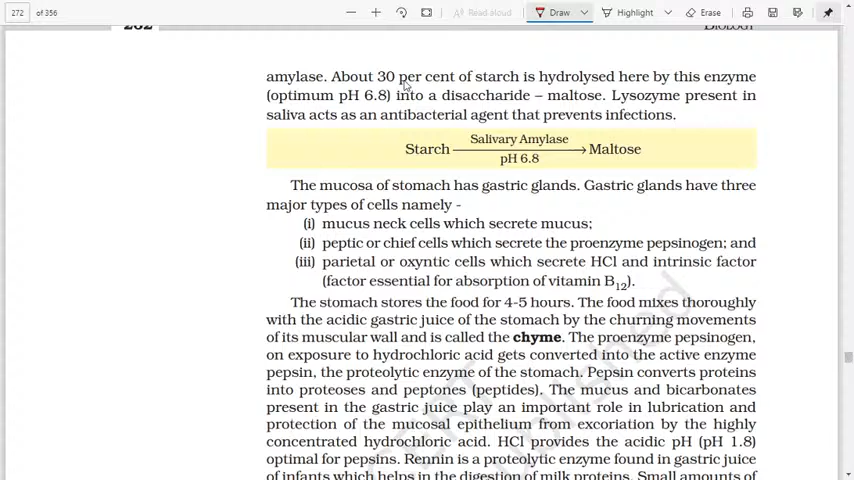 272 of 356 Read aloud Draw Highlight Erase
262 BIOLOGY
amylase. About 30 per cent of starch is hydrolysed here by this enzyme
(optimum pH 6.8) into a disaccharide – maltose. Lysozyme present in
saliva acts as an antibacterial agent that prevents infections.
Salivary Amylase
Starch Maltose
pH 6.8
The mucosa of stomach has gastric glands. Gastric glands have three
major types of cells namely -
(i) mucus neck cells which secrete mucus;
(ii) peptic or chief cells which secrete the proenzyme pepsinogen; and
(iii) parietal or oxyntic cells which secrete HCl and intrinsic factor
(factor essential for absorption of vitamin B12).
The stomach stores the food for 4-5 hours. The food mixes thoroughly
with the acidic gastric juice of the stomach by the churning movements
of its muscular wall and is called the chyme. The proenzyme pepsinogen,
on exposure to hydrochloric acid gets converted into the active enzyme
pepsin, the proteolytic enzyme of the stomach. Pepsin converts proteins
into proteoses and peptones (peptides). The mucus and bicarbonates
present in the gastric juice play an important role in lubrication and
protection of the mucosal epithelium from excoriation by the highly
concentrated hydrochloric acid. HCl provides the acidic pH (pH 1.8)
optimal for pepsins. Rennin is a proteolytic enzyme found in gastric juice
of infants which helps in the digestion of milk proteins. Small amounts of